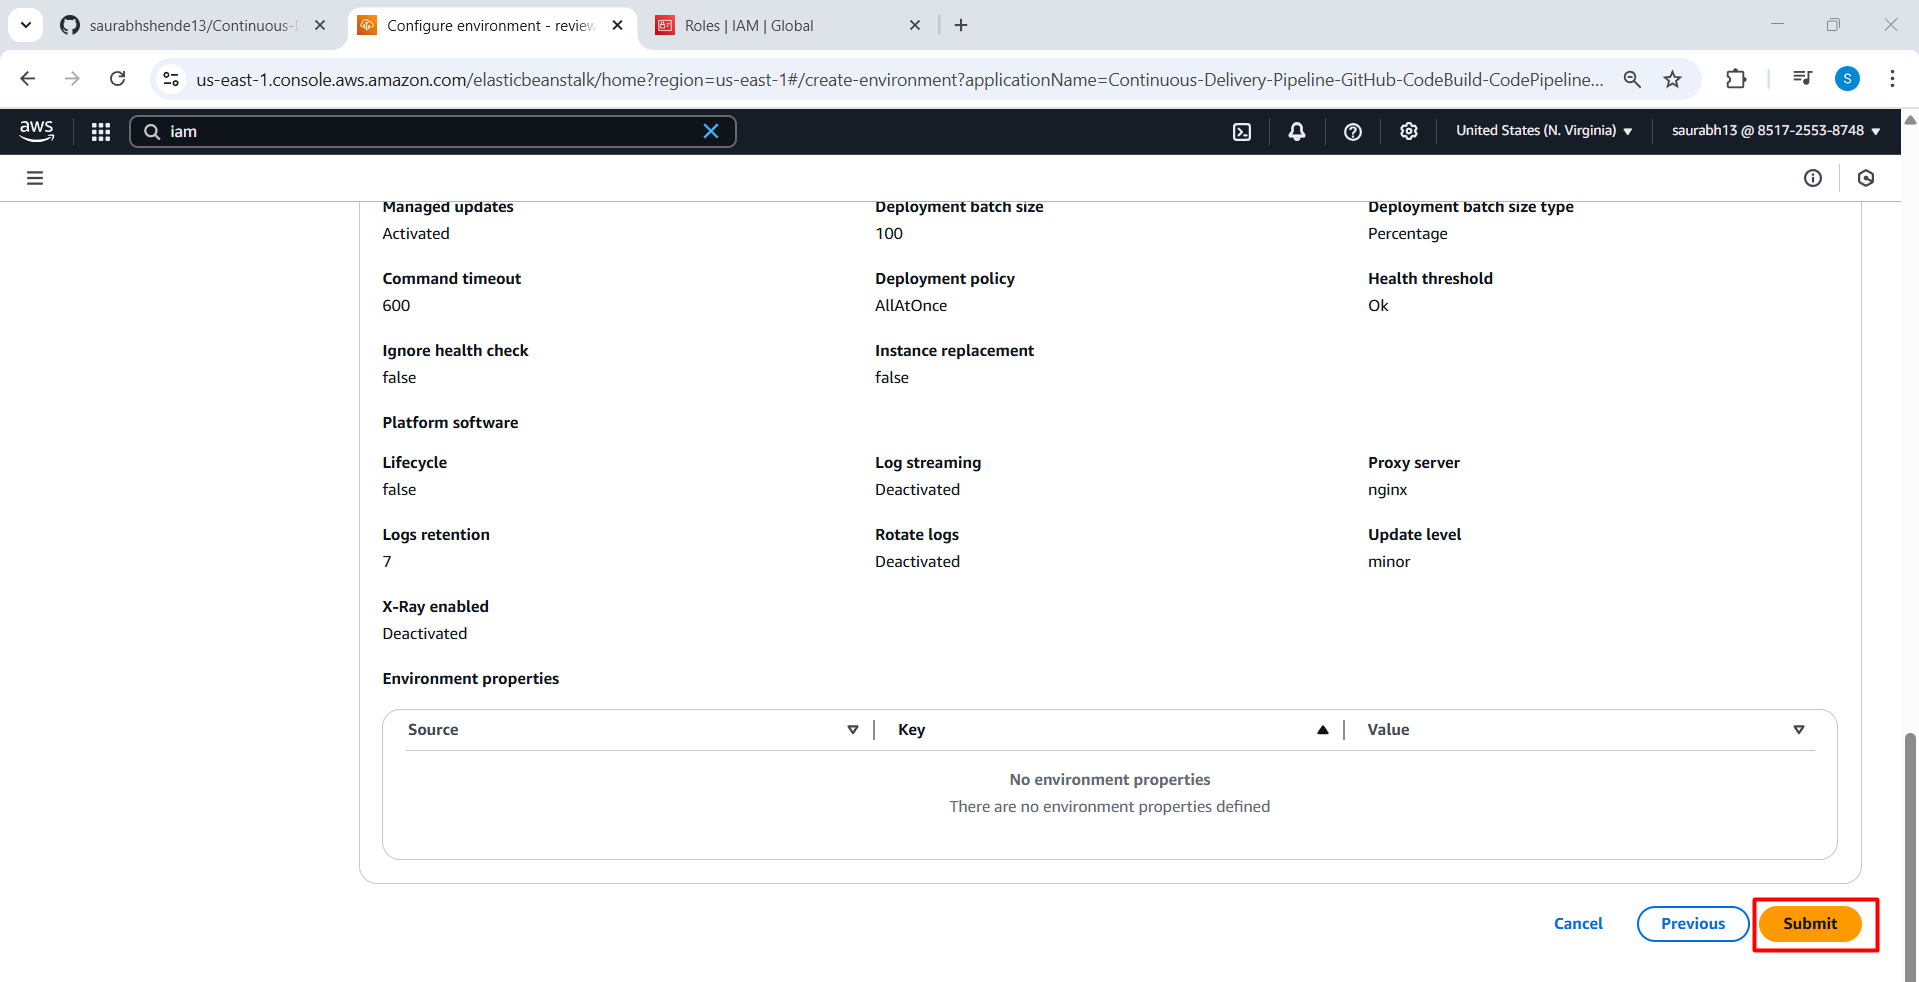 saurabhshende13/Continuous-D
Configure environment - review
Roles | IAM | Global
us-east-1.console.aws.amazon.com/elasticbeanstalk/home?region=us-east-1#/create-environment?applicationName=Continuous-Delivery-Pipeline-GitHub-CodeBuild-CodePipeline...
S
aws
iam
United States (N. Virginia)
saurabh13 @ 8517-2553-8748
Managed updates
Activated
Deployment batch size
100
Deployment batch size type
Percentage
Command timeout
600
Deployment policy
AllAtOnce
Health threshold
Ok
Ignore health check
false
Instance replacement
false
Platform software
Lifecycle
false
Log streaming
Deactivated
Proxy server
nginx
Logs retention
7
Rotate logs
Deactivated
Update level
minor
X-Ray enabled
Deactivated
Environment properties
Source
Key
Value
No environment properties
There are no environment properties defined
Cancel
Previous
Submit